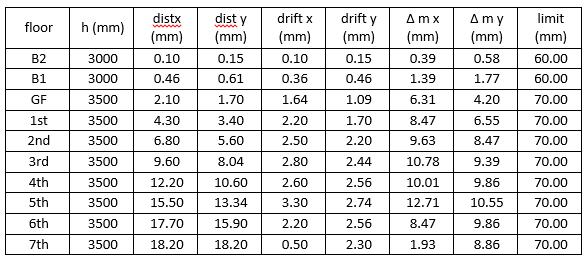 floor h (mm) distx (mm) dist y (mm) drift x (mm) drift y (mm) Δ m x (mm) Δ m y (mm) limit (mm)
B2 3000 0.10 0.15 0.10 0.15 0.39 0.58 60.00
B1 3000 0.46 0.61 0.36 0.46 1.39 1.77 60.00
GF 3500 2.10 1.70 1.64 1.09 6.31 4.20 70.00
1st 3500 4.30 3.40 2.20 1.70 8.47 6.55 70.00
2nd 3500 6.80 5.60 2.50 2.20 9.63 8.47 70.00
3rd 3500 9.60 8.04 2.80 2.44 10.78 9.39 70.00
4th 3500 12.20 10.60 2.60 2.56 10.01 9.86 70.00
5th 3500 15.50 13.34 3.30 2.74 12.71 10.55 70.00
6th 3500 17.70 15.90 2.20 2.56 8.47 9.86 70.00
7th 3500 18.20 18.20 0.50 2.30 1.93 8.86 70.00